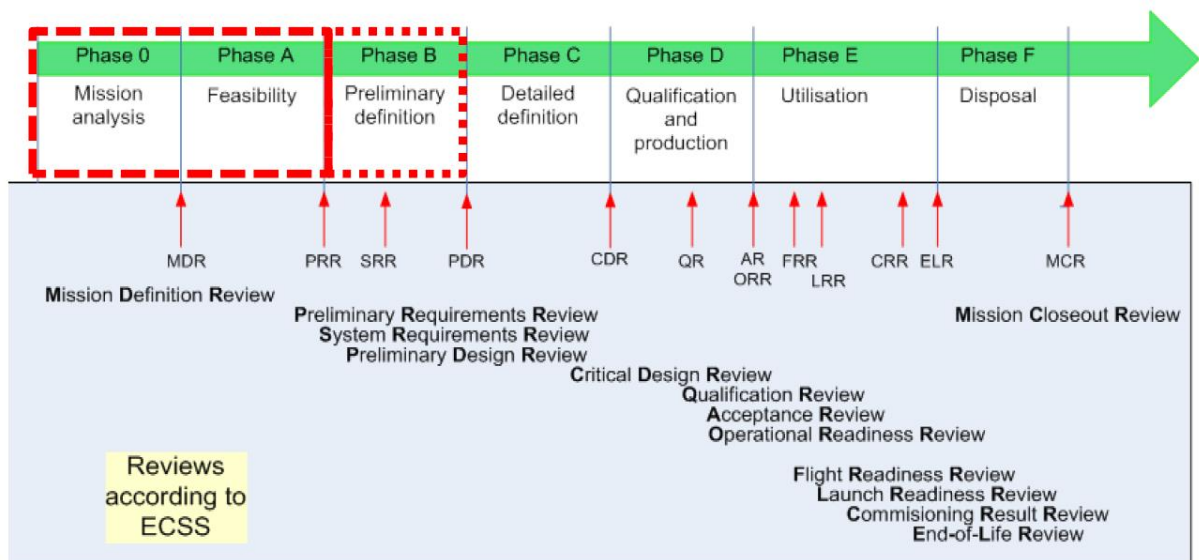 Phase 0
Phase A
Phase B
Phase C
Phase D
Phase E
Phase F
Mission
analysis
Feasibility
Preliminary
definition
Detailed
definition
Qualification
and
production
Utilisation
Disposal
MDR
PRR
SRR
PDR
CDR
QR
AR
ORR
FRR
LRR
CRR
ELR
MCR
Mission Definition Review
Preliminary Requirements Review
System Requirements Review
Preliminary Design Review
Critical Design Review
Qualification Review
Acceptance Review
Operational Readiness Review
Flight Readiness Review
Launch Readiness Review
Commisioning Result Review
End-of-Life Review
Mission Closeout Review
Reviews
according to
ECSS